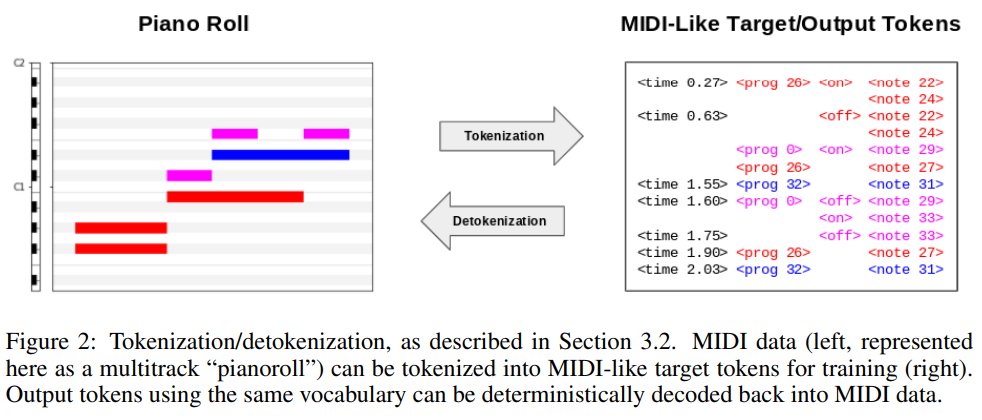 Piano Roll
MIDI-Like Target/Output Tokens
C2
C1
Tokenization
Detokenization
<time 0.27> <prog 26> <on> <note 22>
<note 24>
<time 0.63> <off> <note 22>
<note 24>
<prog 0> <on> <note 29>
<prog 26> <note 27>
<time 1.55> <prog 32> <note 31>
<time 1.60> <prog 0> <off> <note 29>
<on> <note 33>
<time 1.75> <off> <note 33>
<time 1.90> <prog 26> <note 27>
<time 2.03> <prog 32> <note 31>
Figure 2: Tokenization/detokenization, as described in Section 3.2. MIDI data (left, represented
here as a multitrack “pianoroll”) can be tokenized into MIDI-like target tokens for training (right).
Output tokens using the same vocabulary can be deterministically decoded back into MIDI data.